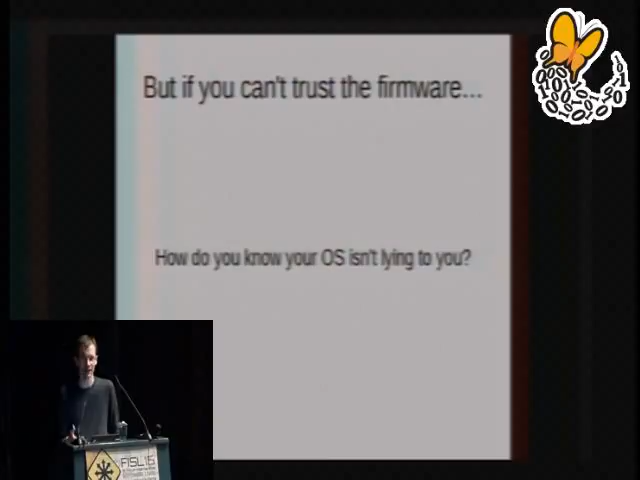 But if you can't trust the firmware...
How do you know your OS isn't lying to you?
FISL15